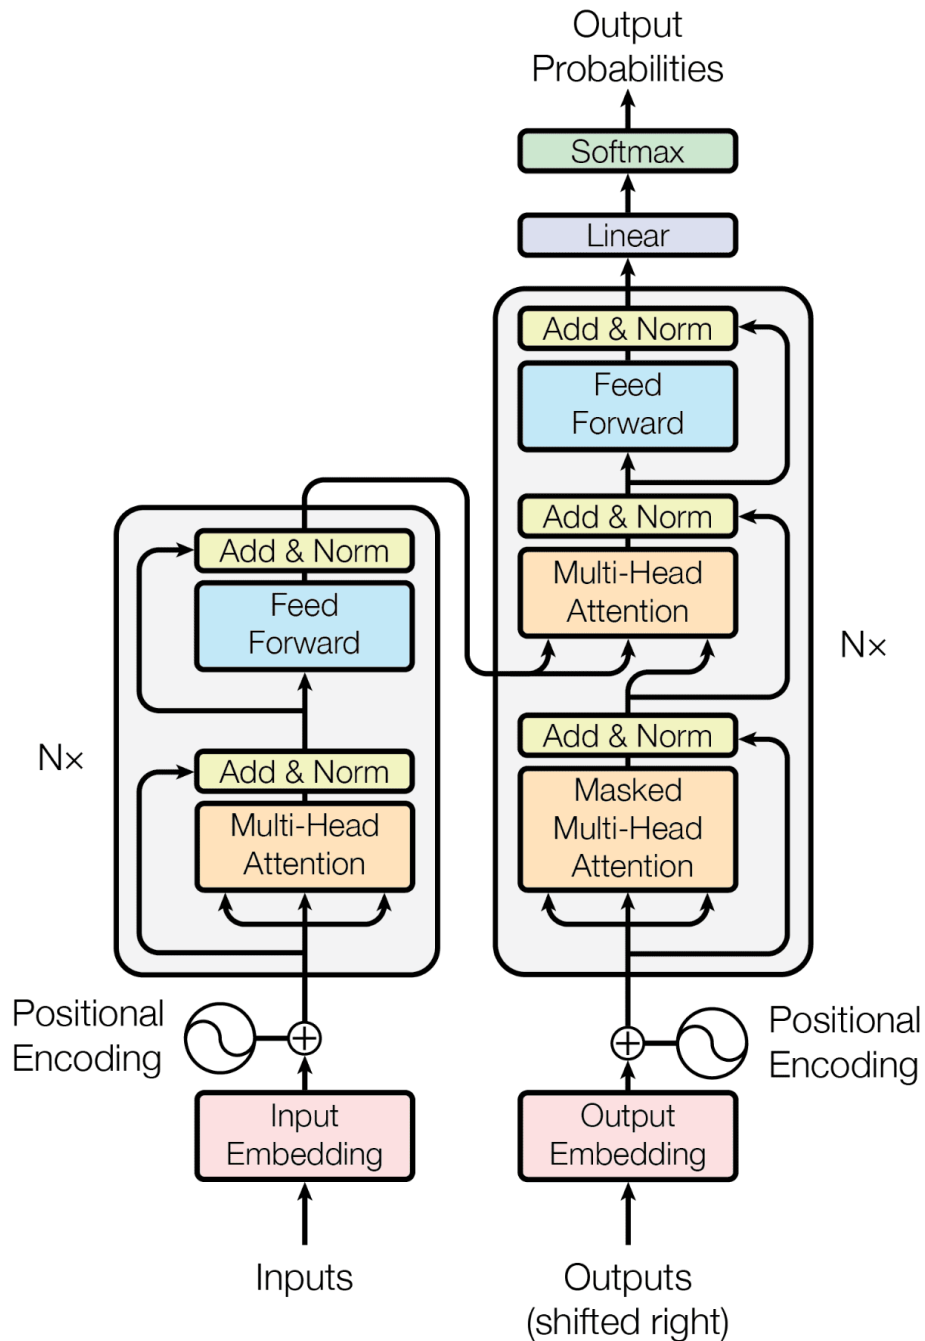 Output
Probabilities
Softmax
Linear
Add & Norm
Feed
Forward
Add & Norm
Multi-Head
Attention
Add & Norm
Masked
Multi-Head
Attention
N×
Add & Norm
Feed
Forward
Add & Norm
Multi-Head
Attention
N×
Positional
Encoding
Positional
Encoding
Input
Embedding
Output
Embedding
Inputs
Outputs
(shifted right)